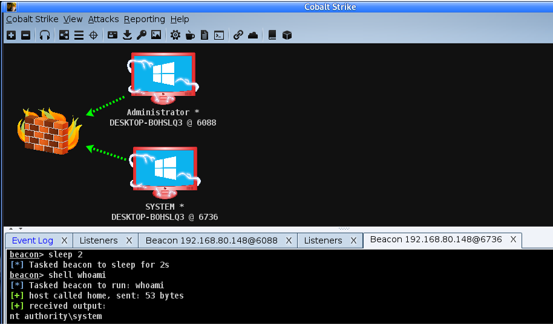 Cobalt Strike
Cobalt Strike View Attacks Reporting Help
Administrator *
DESKTOP-BOHSLQ3 @ 6088
SYSTEM *
DESKTOP-BOHSLQ3 @ 6736
Event Log X Listeners X Beacon 192.168.80.148@6088 X Listeners X Beacon 192.168.80.148@6736 X
beacon> sleep 2
[*] Tasked beacon to sleep for 2s
beacon> shell whoami
[*] Tasked beacon to run: whoami
[+] host called home, sent: 53 bytes
[+] received output:
nt authority\system